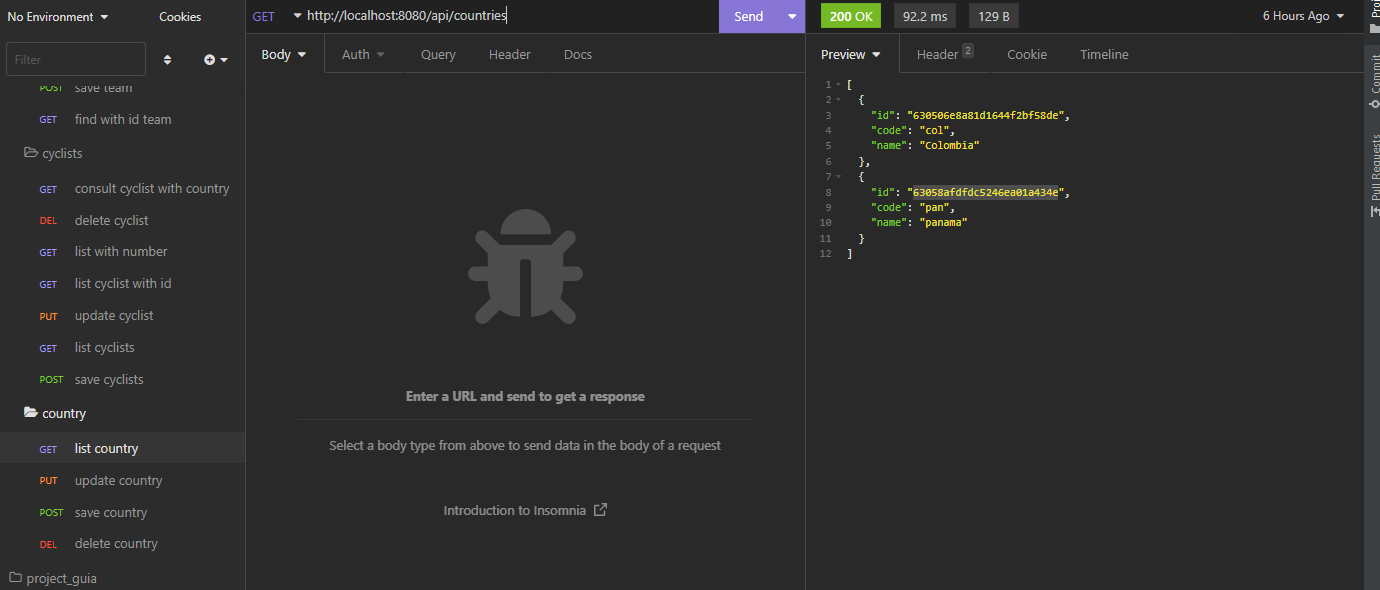 No Environment
Cookies
GET http://localhost:8080/api/countries
Send
200 OK
92.2 ms
129 B
6 Hours Ago
Filter
Body
Auth
Query
Header
Docs
Preview
Header 2
Cookie
Timeline
POST save team
GET find with id team
cyclists
GET consult cyclist with country
DEL delete cyclist
GET list with number
GET list cyclist with id
PUT update cyclist
GET list cyclists
POST save cyclists
country
GET list country
PUT update country
POST save country
DEL delete country
project_guia
Enter a URL and send to get a response
Select a body type from above to send data in the body of a request
Introduction to Insomnia
1 [
2 {
3 "id": "630506e8a81d1644f2bf58de",
4 "code": "col",
5 "name": "Colombia"
6 },
7 {
8 "id": "63058afdfdc5246ea01a434e",
9 "code": "pan",
10 "name": "panama"
11 }
12 ]
Commit
Pull Requests